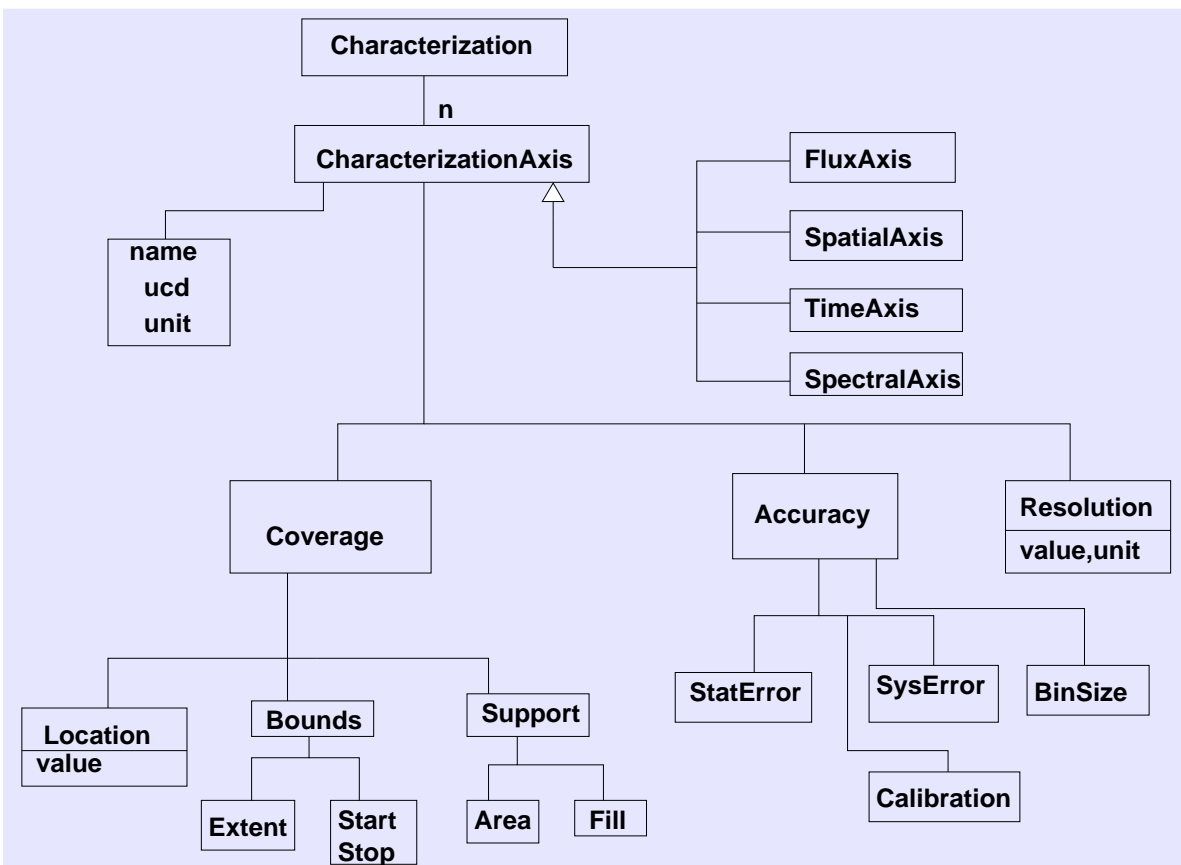 Characterization
n
CharacterizationAxis
FluxAxis
SpatialAxis
TimeAxis
SpectralAxis
name
ucd
unit
Coverage
Accuracy
Resolution
value,unit
StatError
SysError
BinSize
Location
value
Bounds
Support
Extent
Start
Stop
Area
Fill
Calibration